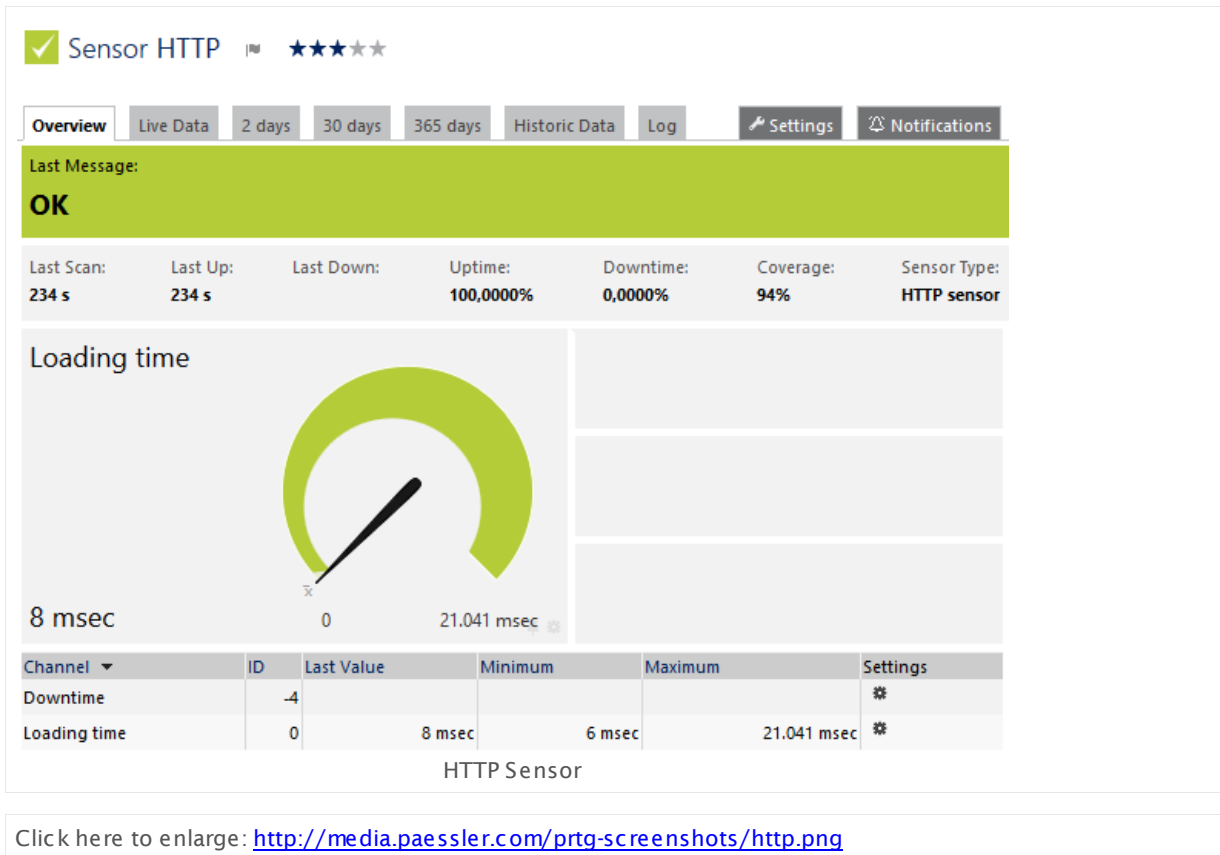 Sensor HTTP
Overview Live Data 2 days 30 days 365 days Historic Data Log Settings Notifications
Last Message:
OK
Last Scan: Last Up: Last Down: Uptime: Downtime: Coverage: Sensor Type:
234 s 234 s 100,0000% 0,0000% 94% HTTP sensor
Loading time
x̄
8 msec 0 21.041 msec
Channel ID Last Value Minimum Maximum Settings
Downtime -4
Loading time 0 8 msec 6 msec 21.041 msec
HTTP Sensor
Click here to enlarge: http://media.paessler.com/prtg-screenshots/http.png